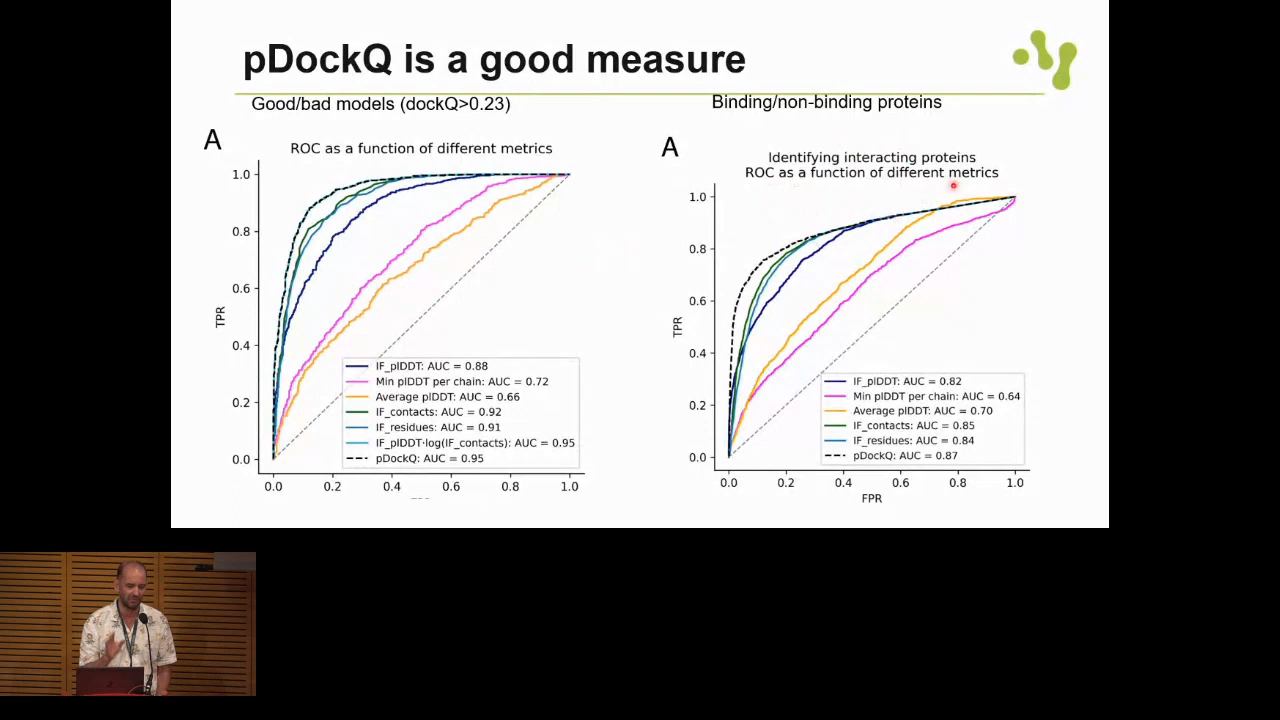 pDockQ is a good measure
Good/bad models (dockQ>0.23)
A
ROC as a function of different metrics
1.0
0.8
0.6
0.4
0.2
0.0
TPR
IF_plDDT: AUC = 0.88
Min plDDT per chain: AUC = 0.72
Average plDDT: AUC = 0.66
IF_contacts: AUC = 0.92
IF_residues: AUC = 0.91
IF_plDDT·log(IF_contacts): AUC = 0.95
pDockQ: AUC = 0.95
0.0 0.2 0.4 0.6 0.8 1.0
Binding/non-binding proteins
A
Identifying interacting proteins
ROC as a function of different metrics
1.0
0.8
0.6
0.4
0.2
0.0
TPR
IF_plDDT: AUC = 0.82
Min plDDT per chain: AUC = 0.64
Average plDDT: AUC = 0.70
IF_contacts: AUC = 0.85
IF_residues: AUC = 0.84
pDockQ: AUC = 0.87
0.0 0.2 0.4 0.6 0.8 1.0
FPR